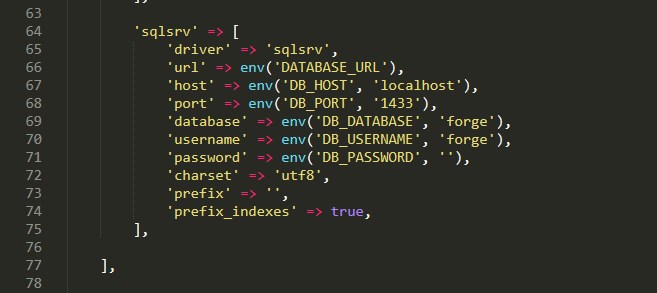 63
64 'sqlsrv' => [
65 'driver' => 'sqlsrv',
66 'url' => env('DATABASE_URL'),
67 'host' => env('DB_HOST', 'localhost'),
68 'port' => env('DB_PORT', '1433'),
69 'database' => env('DB_DATABASE', 'forge'),
70 'username' => env('DB_USERNAME', 'forge'),
71 'password' => env('DB_PASSWORD', ''),
72 'charset' => 'utf8',
73 'prefix' => '',
74 'prefix_indexes' => true,
75 ],
76
77 ],
78